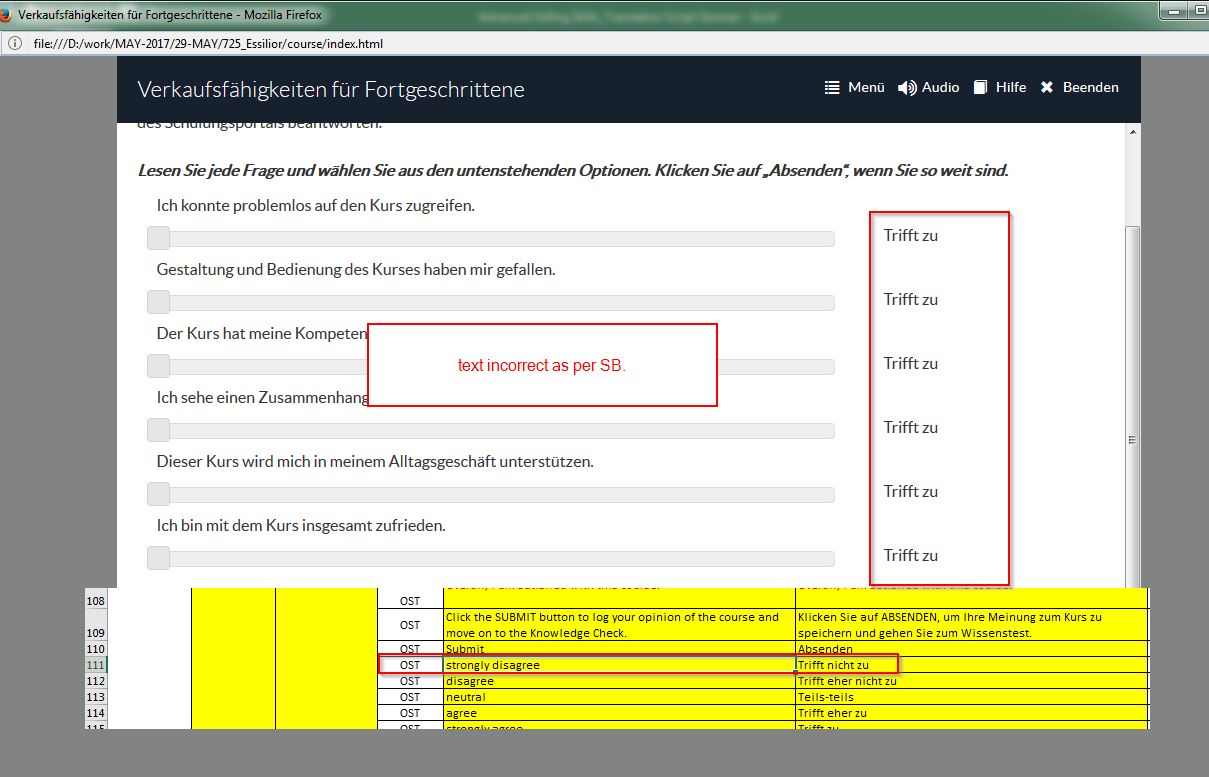 Verkaufsfähigkeiten für Fortgeschrittene - Mozilla Firefox
file:///D:/work/MAY-2017/29-MAY/725_Essilior/course/index.html
Verkaufsfähigkeiten für Fortgeschrittene
Menü Audio Hilfe Beenden
des Schulungsportals beantworten.
Lesen Sie jede Frage und wählen Sie aus den untenstehenden Optionen. Klicken Sie auf „Absenden“, wenn Sie so weit sind.
Ich konnte problemlos auf den Kurs zugreifen.
Trifft zu
Gestaltung und Bedienung des Kurses haben mir gefallen.
Trifft zu
Der Kurs hat meine Kompeten
text incorrect as per SB.
Trifft zu
Ich sehe einen Zusammenhang
Trifft zu
Dieser Kurs wird mich in meinem Alltagsgeschäft unterstützen.
Trifft zu
Ich bin mit dem Kurs insgesamt zufrieden.
Trifft zu
108 OST
109 OST Click the SUBMIT button to log your opinion of the course and Klicken Sie auf ABSENDEN, um Ihre Meinung zum Kurs zu
move on to the Knowledge Check. speichern und gehen Sie zum Wissenstest.
110 OST Submit Absenden
111 OST strongly disagree Trifft nicht zu
112 OST disagree Trifft eher nicht zu
113 OST neutral Teils-teils
114 OST agree Trifft eher zu
115 OST strongly agree Trifft zu